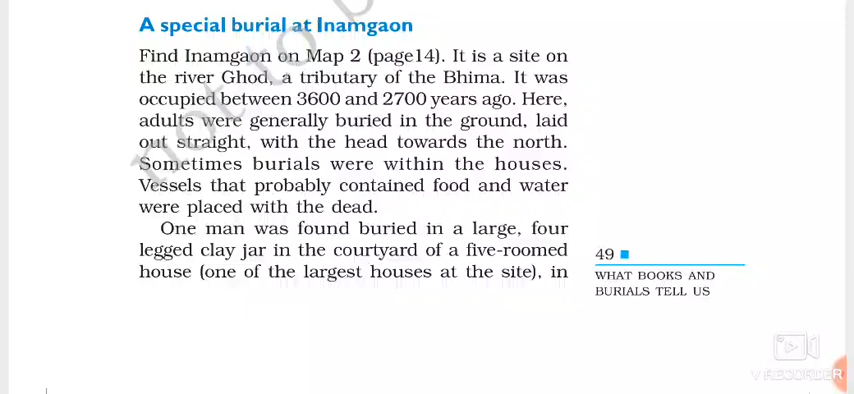 A special burial at Inamgaon
Find Inamgaon on Map 2 (page14). It is a site on
the river Ghod, a tributary of the Bhima. It was
occupied between 3600 and 2700 years ago. Here,
adults were generally buried in the ground, laid
out straight, with the head towards the north.
Sometimes burials were within the houses.
Vessels that probably contained food and water
were placed with the dead.
One man was found buried in a large, four
legged clay jar in the courtyard of a five-roomed
house (one of the largest houses at the site), in
49
WHAT BOOKS AND
BURIALS TELL US
not to b
V RECORDER